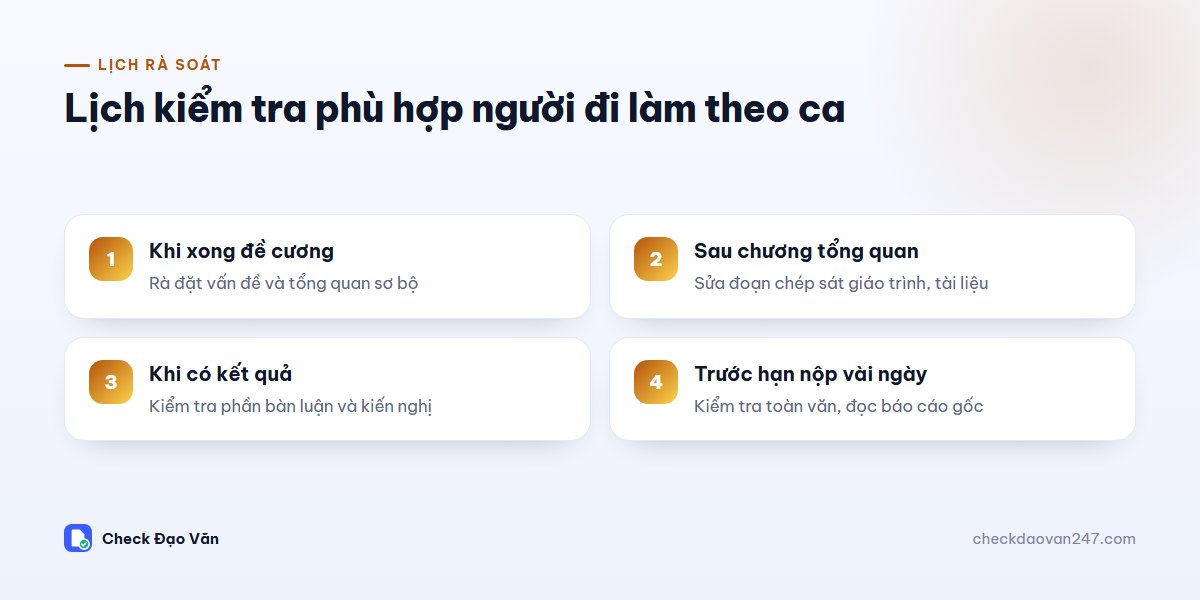 LỊCH RÀ SOÁT
Lịch kiểm tra phù hợp người đi làm theo ca
1
Khi xong đề cương
Rà đặt vấn đề và tổng quan sơ bộ
2
Sau chương tổng quan
Sửa đoạn chép sát giáo trình, tài liệu
3
Khi có kết quả
Kiểm tra phần bàn luận và kiến nghị
4
Trước hạn nộp vài ngày
Kiểm tra toàn văn, đọc báo cáo gốc
Check Đạo Văn
checkdaovan247.com